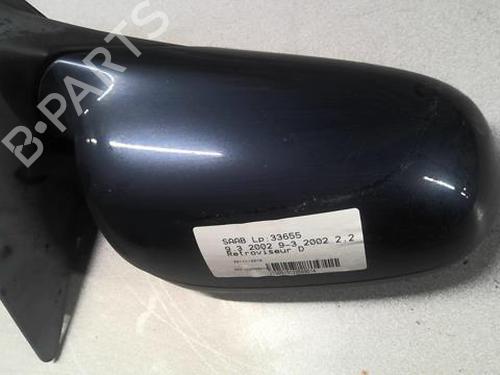 B-PARTS
SAAB Lp:33655
9 3 2002 9-3 2002 2.2
Retroviseur D